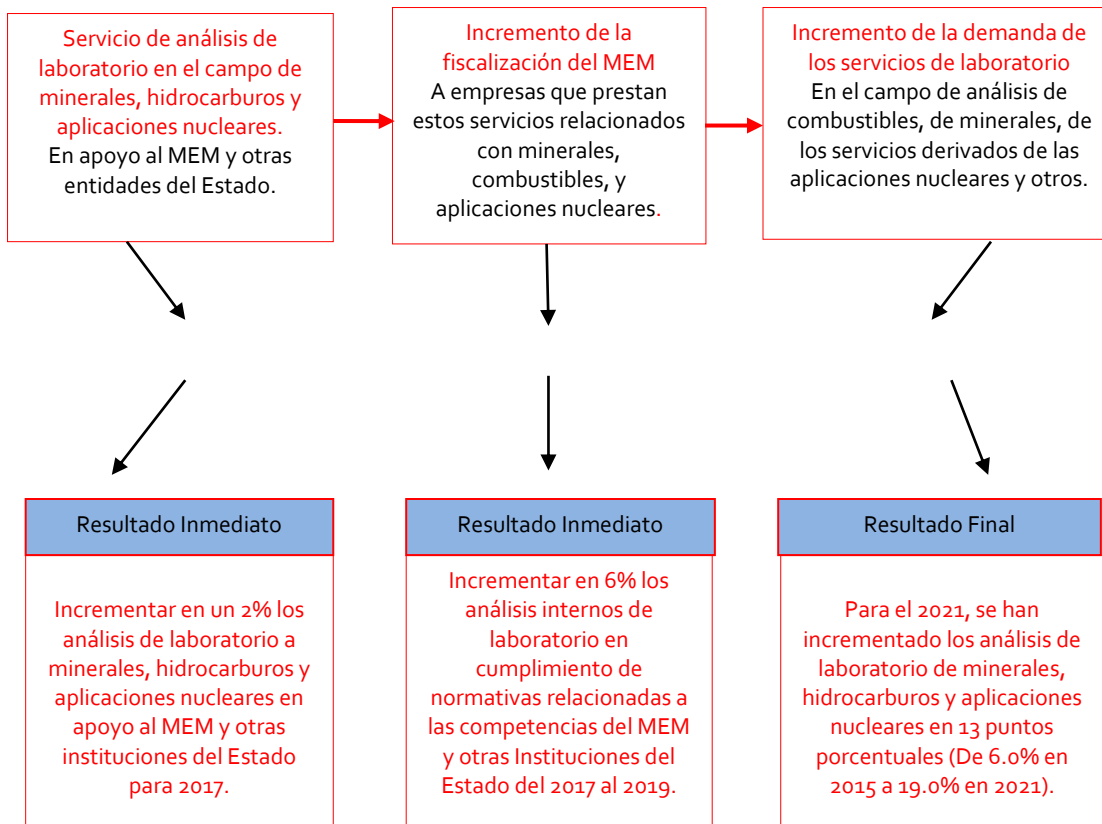 Servicio de análisis de
laboratorio en el campo de
minerales, hidrocarburos y
aplicaciones nucleares.
En apoyo al MEM y otras
entidades del Estado.
Incremento de la
fiscalización del MEM
A empresas que prestan
estos servicios relacionados
con minerales,
combustibles, y
aplicaciones nucleares.
Incremento de la demanda de
los servicios de laboratorio
En el campo de análisis de
combustibles, de minerales, de
los servicios derivados de las
aplicaciones nucleares y otros.
Resultado Inmediato
Incrementar en un 2% los
análisis de laboratorio a
minerales, hidrocarburos y
aplicaciones nucleares en
apoyo al MEM y otras
instituciones del Estado
para 2017.
Resultado Inmediato
Incrementar en 6% los
análisis internos de
laboratorio en
cumplimiento de
normativas relacionadas a
las competencias del MEM
y otras Instituciones del
Estado del 2017 al 2019.
Resultado Final
Para el 2021, se han
incrementado los análisis de
laboratorio de minerales,
hidrocarburos y aplicaciones
nucleares en 13 puntos
porcentuales (De 6.0% en
2015 a 19.0% en 2021).